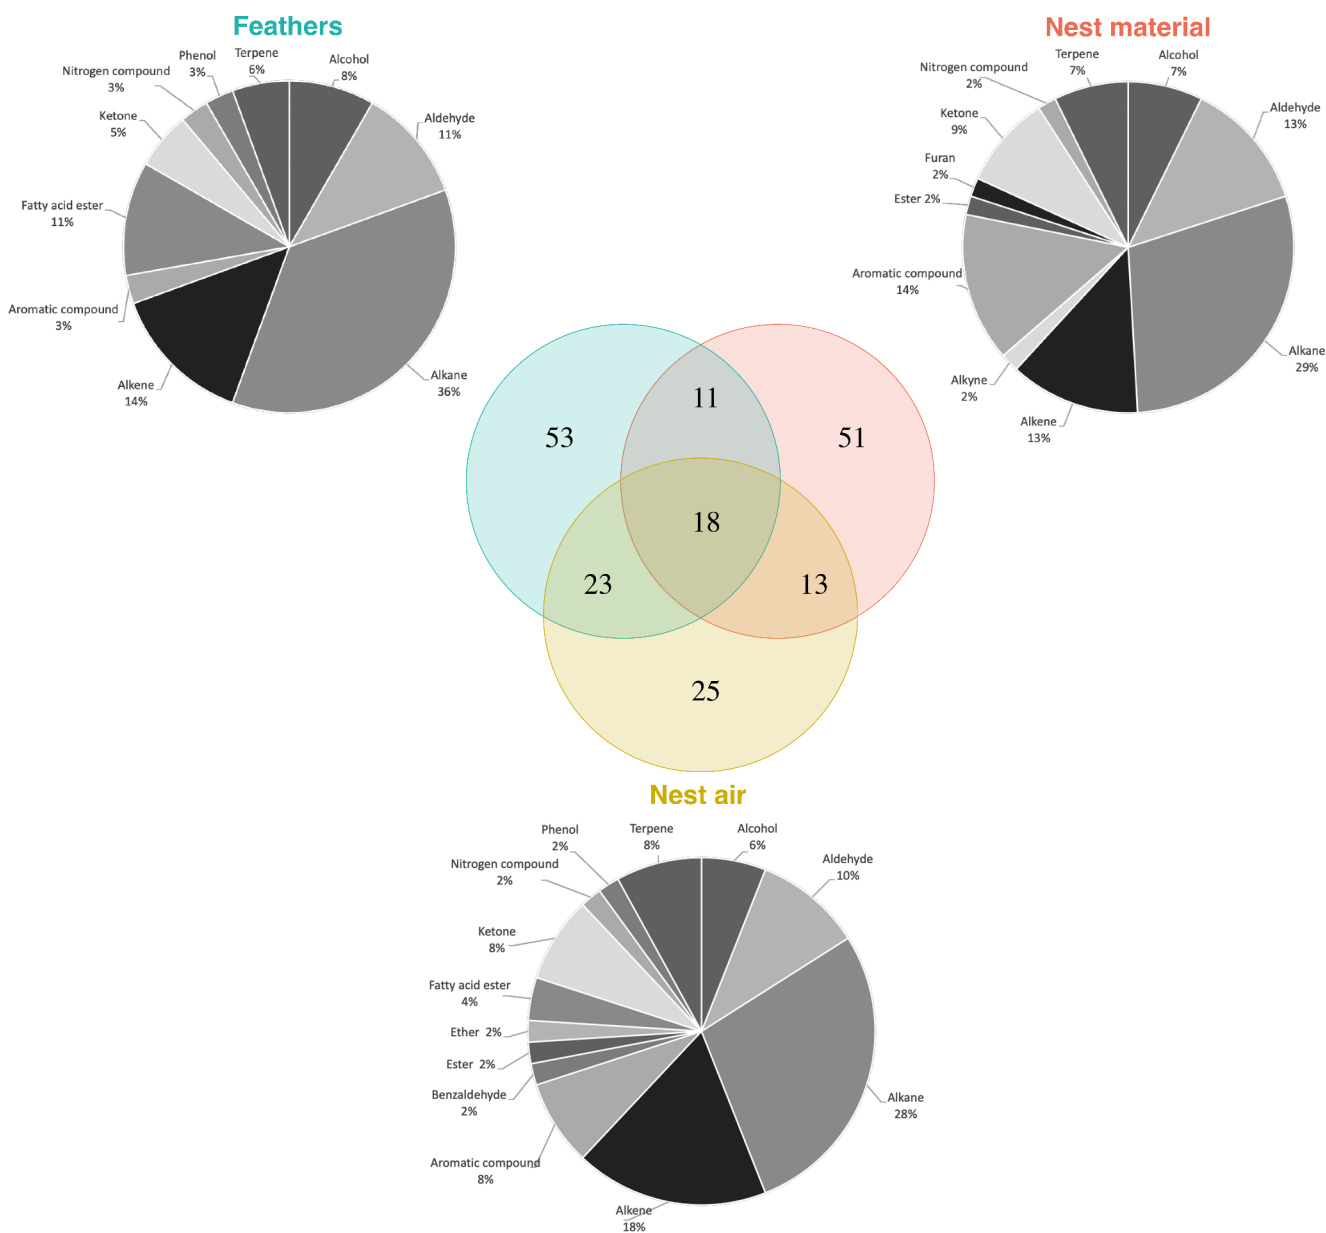 Feathers
Terpene
6%
Alcohol
8%
Aldehyde
11%
Alkane
36%
Alkene
14%
Aromatic compound
3%
Fatty acid ester
11%
Ketone
5%
Nitrogen compound
3%
Phenol
3%
Nest material
Terpene
7%
Alcohol
7%
Aldehyde
13%
Alkane
29%
Alkene
13%
Alkyne
2%
Aromatic compound
14%
Ester 2%
Furan
2%
Ketone
9%
Nitrogen compound
2%
11
53
51
18
23
13
25
Nest air
Terpene
8%
Alcohol
6%
Aldehyde
10%
Alkane
28%
Alkene
18%
Aromatic compound
8%
Benzaldehyde
2%
Ester 2%
Ether 2%
Fatty acid ester
4%
Ketone
8%
Nitrogen compound
2%
Phenol
2%